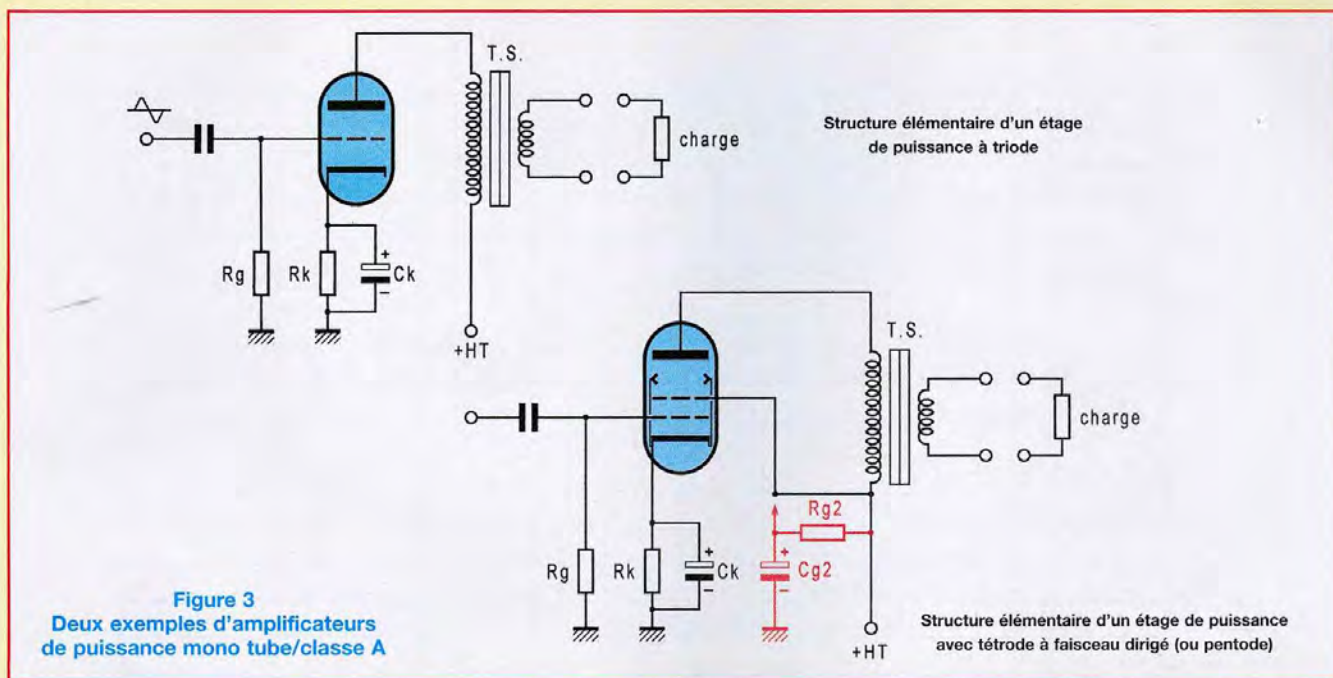 T.S.
charge
Structure élémentaire d'un étage
de puissance à triode
Rg
Rk
+
Ck
–
+HT
T.S.
charge
Rg2
Rg
Rk
+
Ck
–
+
Cg2
–
+HT
Figure 3
Deux exemples d'amplificateurs
de puissance mono tube/classe A
Structure élémentaire d'un étage de puissance
avec tétrode à faisceau dirigé (ou pentode)